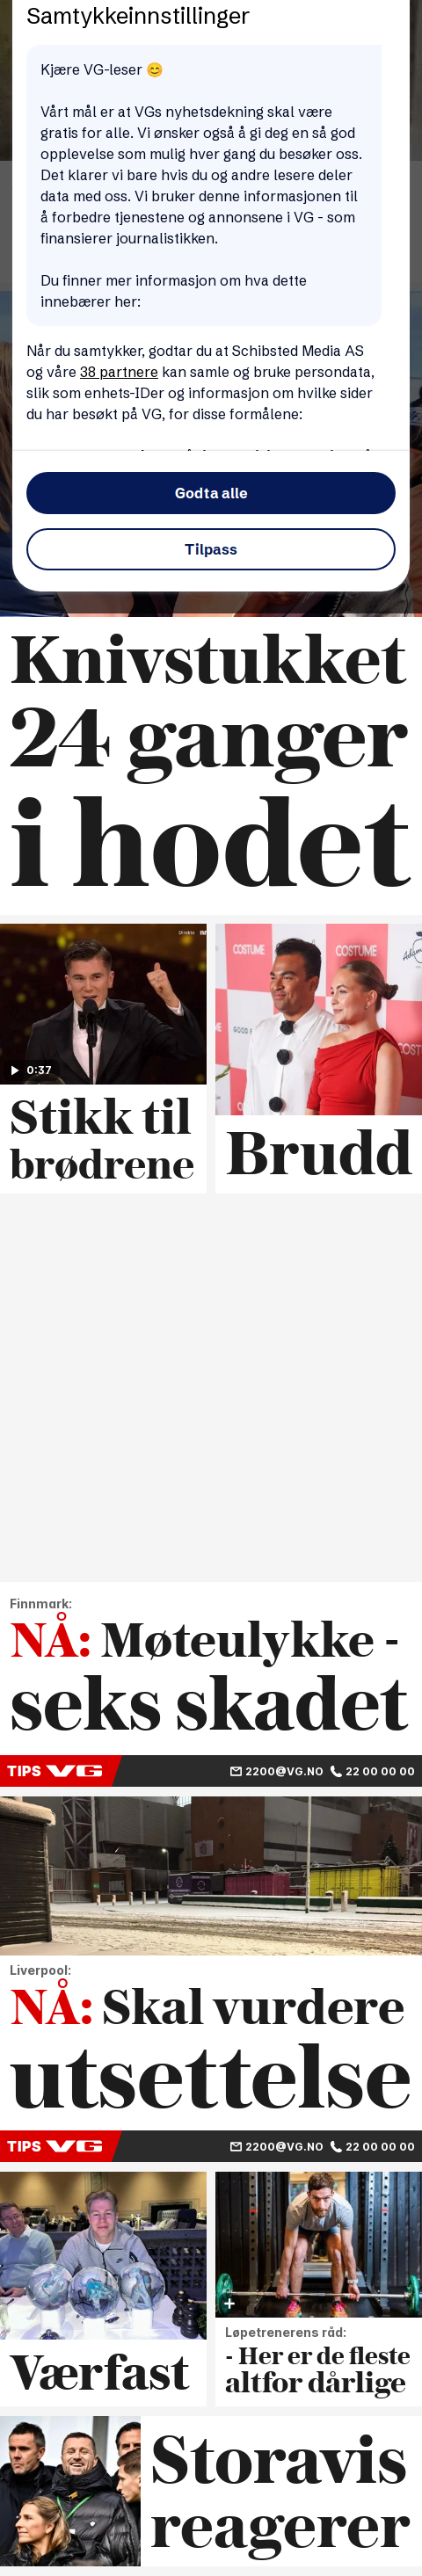 Samtykkeinnstillinger
Kjære VG-leser 😊
Vårt mål er at VGs nyhetsdekning skal være
gratis for alle. Vi ønsker også å gi deg en så god
opplevelse som mulig hver gang du besøker oss.
Det klarer vi bare hvis du og andre lesere deler
data med oss. Vi bruker denne informasjonen til
å forbedre tjenestene og annonsene i VG - som
finansierer journalistikken.
Du finner mer informasjon om hva dette
innebærer her:
Når du samtykker, godtar du at Schibsted Media AS
og våre 38 partnere kan samle og bruke persondata,
slik som enhets-IDer og informasjon om hvilke sider
du har besøkt på VG, for disse formålene:
Godta alle
Tilpass
Knivstukket
24 ganger
i hodet
Direkte
COSTUME
COSTUME
0:37
Stikk til
brødrene
Brudd
Finnmark:
NÅ: Møteulykke -
seks skadet
TIPS VG 2200@VG.NO 22 00 00 00
Liverpool:
NÅ: Skal vurdere
utsettelse
TIPS VG 2200@VG.NO 22 00 00 00
Værfast
Løpetrenerens råd:
- Her er de fleste
altfor dårlige
Storavis
reagerer